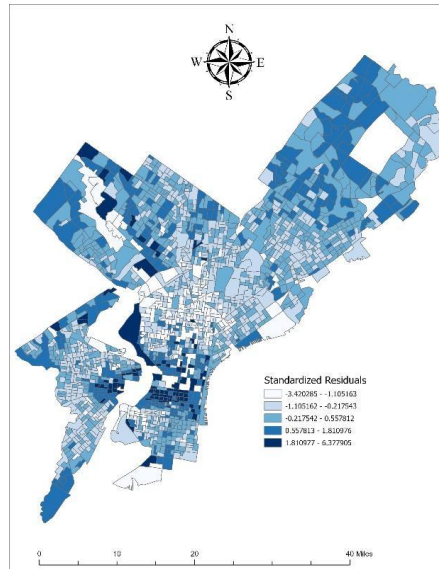 N
W E
S
Standardized Residuals
-3.420285 - -1.105163
-1.105162 - -0.217543
-0.217542 - 0.557812
0.557813 - 1.810976
1.810977 - 6.377905
0 10 20 40 Miles